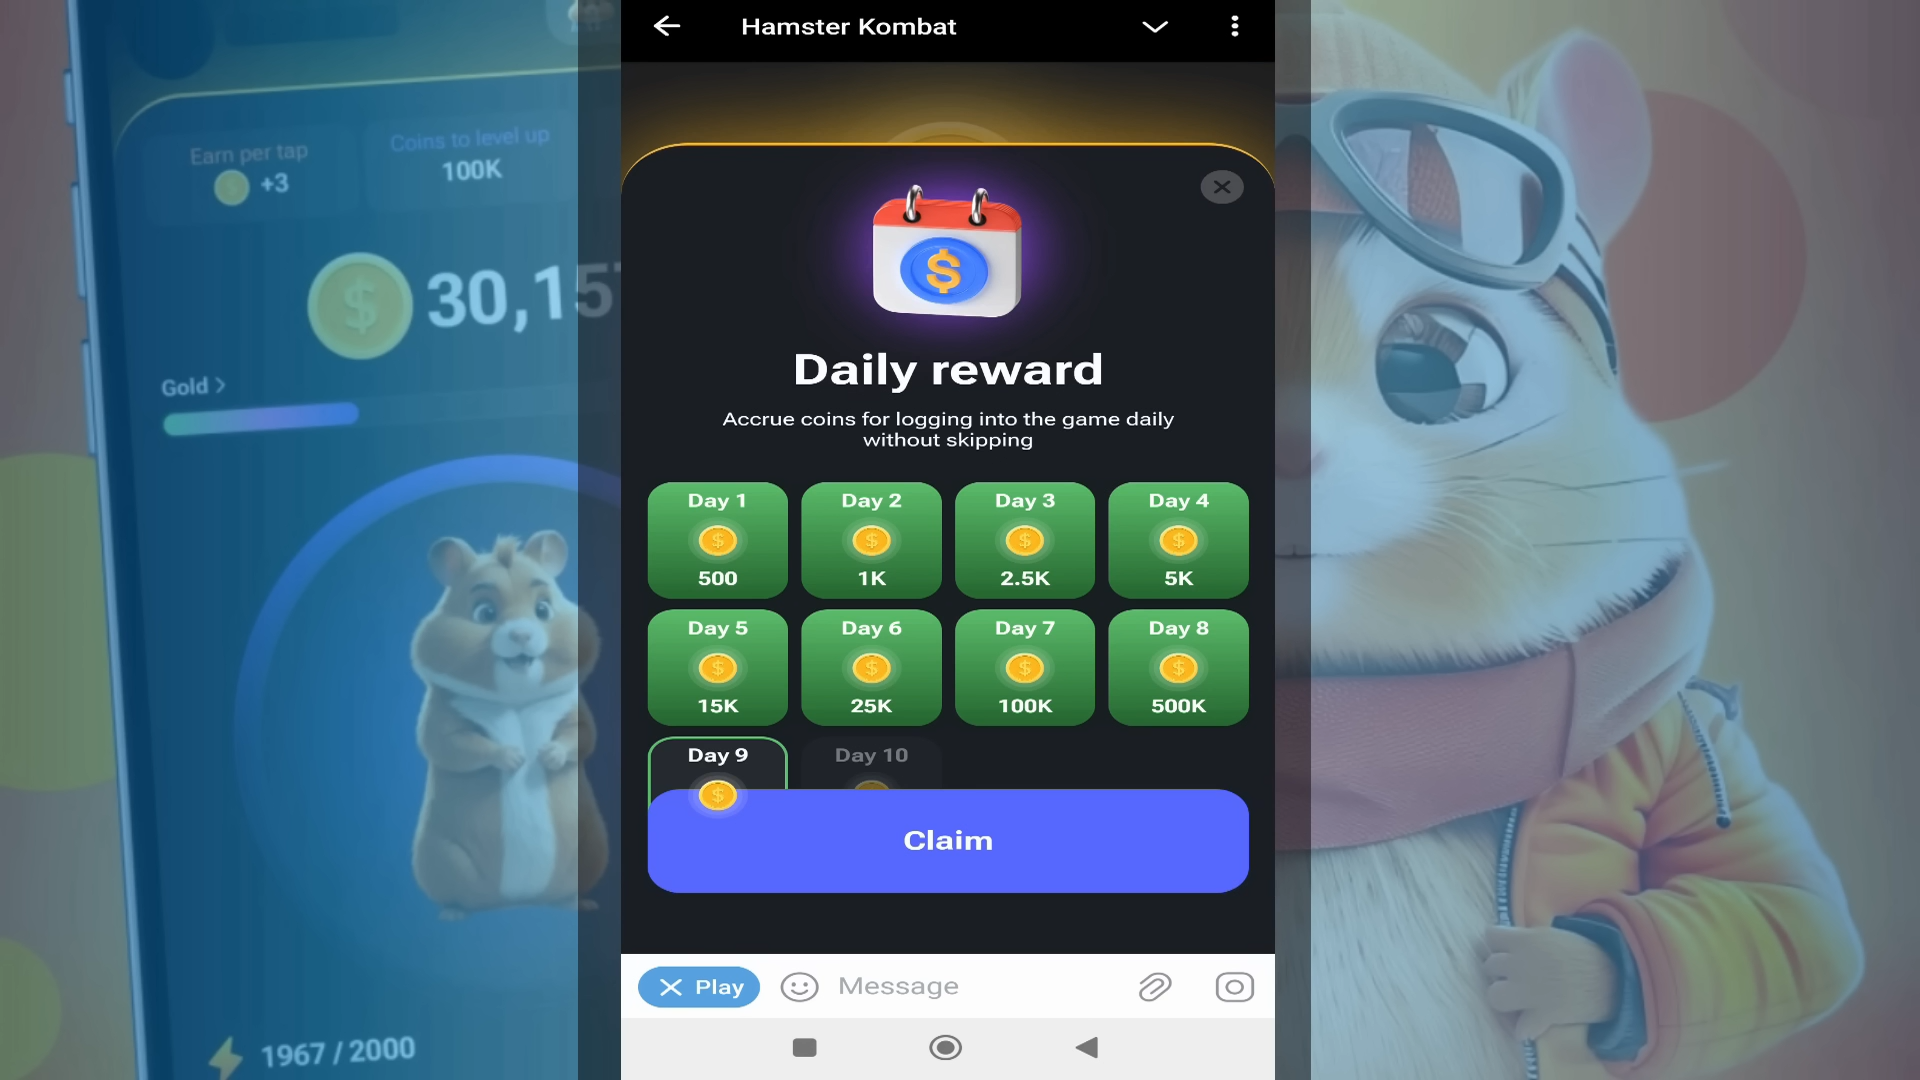 Earn per tap
+3
Coins to level up
100K
30,15
Gold >
1967 / 2000
Hamster Kombat
Daily reward
Accrue coins for logging into the game daily
without skipping
Day 1
Day 2
Day 3
Day 4
500
1K
2.5K
5K
Day 5
Day 6
Day 7
Day 8
15K
25K
100K
500K
Day 9
Day 10
Claim
Play
Message